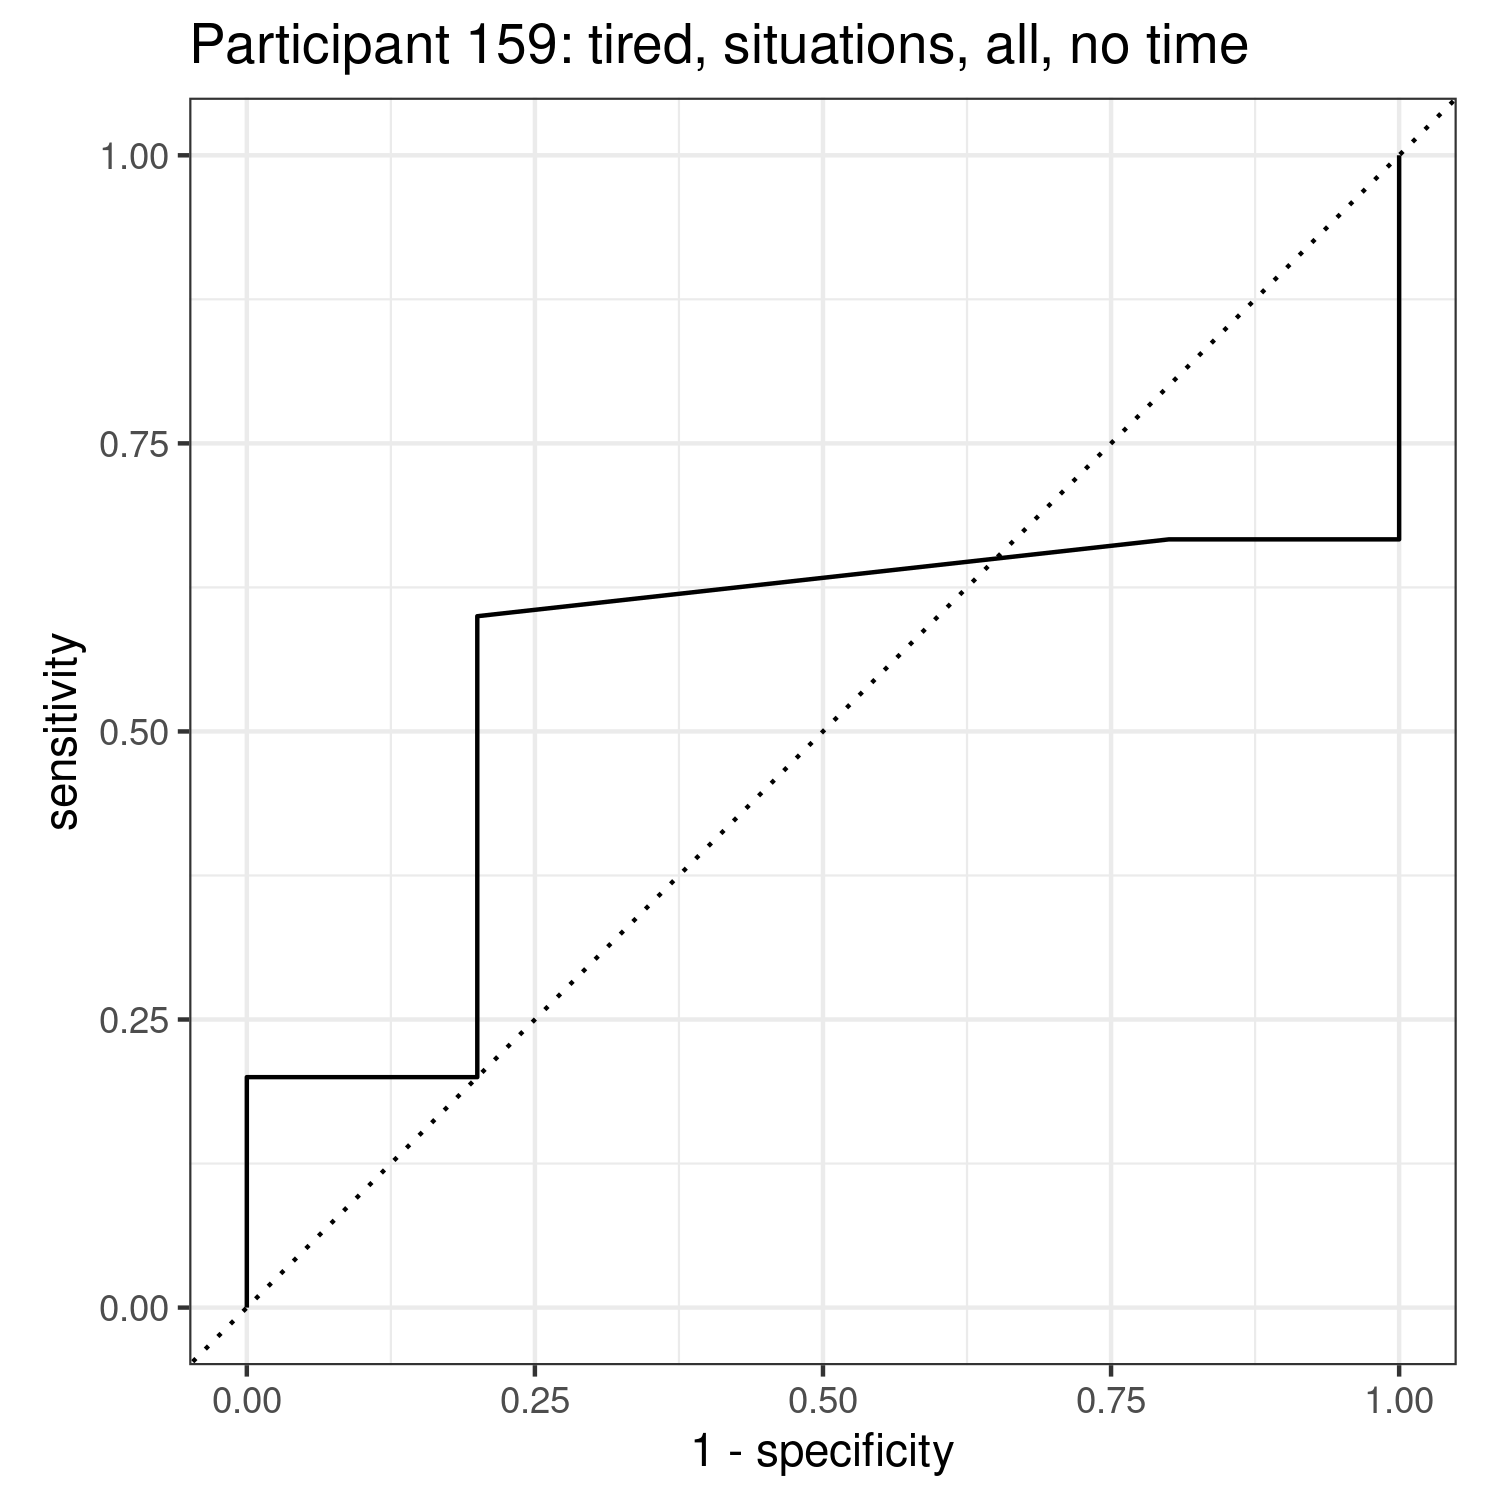 Participant 159: tired, situations, all, no time
1.00
0.75
0.50
0.25
0.00
sensitivity
0.00 0.25 0.50 0.75 1.00
1 - specificity